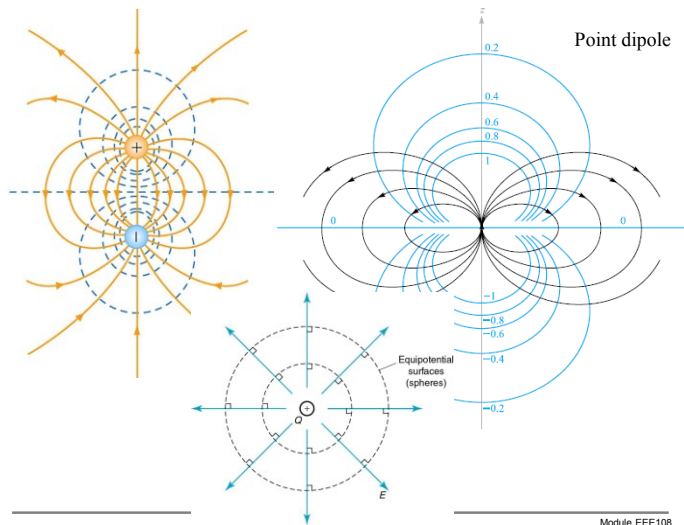 z
Point dipole
0.2
0.4
0.6
0.8
1
0
0
−1
−0.8
−0.6
−0.4
−0.2
+
−
Equipotential
surfaces
(spheres)
+
Q
E
Module EEE108